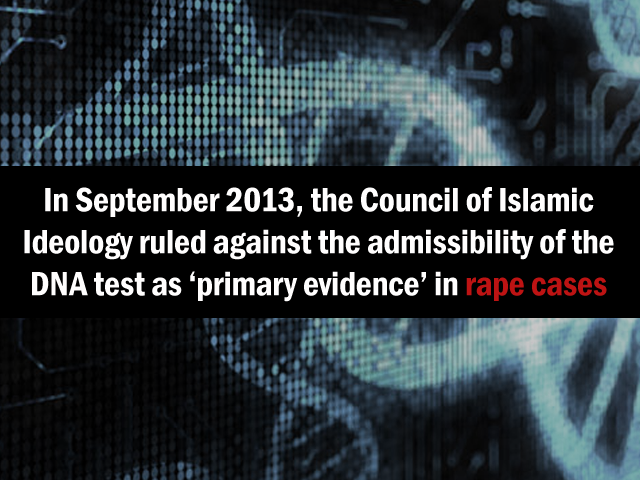 In September 2013, the Council of Islamic
Ideology ruled against the admissibility of the
DNA test as ‘primary evidence’ in rape cases